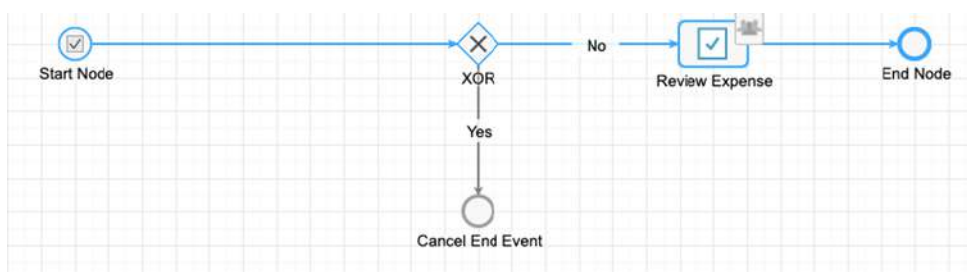 No
Start Node
XOR
Review Expense
End Node
Yes
Cancel End Event